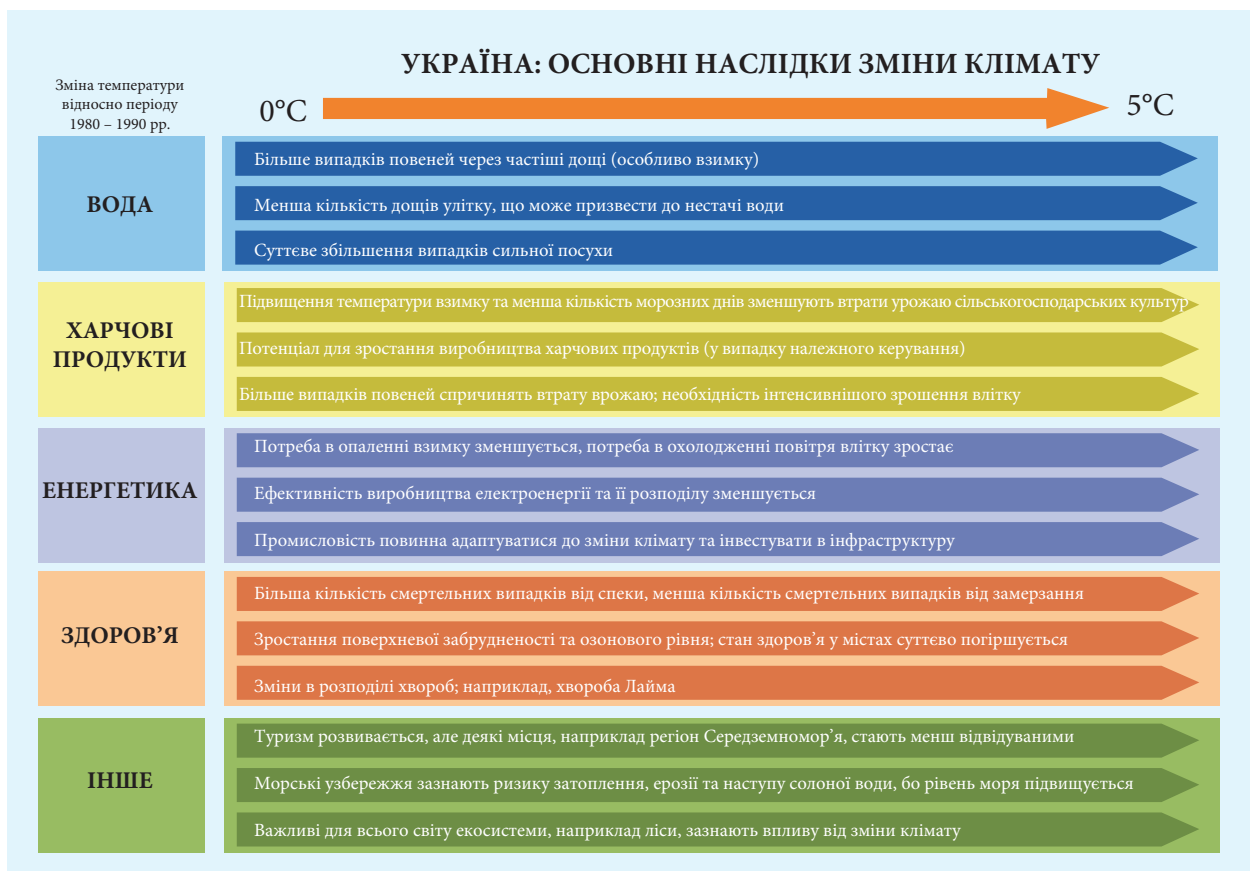 УКРАЇНА: ОСНОВНІ НАСЛІДКИ ЗМІНИ КЛІМАТУ
Зміна температури
відносно періоду
1980 – 1990 рр.
0°C
5°C
ВОДА
Більше випадків повеней через частіші дощі (особливо взимку)
Менша кількість дощів улітку, що може призвести до нестачі води
Суттєве збільшення випадків сильної посухи
ХАРЧОВІ
ПРОДУКТИ
Підвищення температури взимку та менша кількість морозних днів зменшують втрати урожаю сільськогосподарських культур
Потенціал для зростання виробництва харчових продуктів (у випадку належного керування)
Більше випадків повеней спричинять втрату врожаю; необхідність інтенсивнішого зрошення влітку
ЕНЕРГЕТИКА
Потреба в опаленні взимку зменшується, потреба в охолодженні повітря влітку зростає
Ефективність виробництва електроенергії та її розподілу зменшується
Промисловість повинна адаптуватися до зміни клімату та інвестувати в інфраструктуру
ЗДОРОВ’Я
Більша кількість смертельних випадків від спеки, менша кількість смертельних випадків від замерзання
Зростання поверхневої забрудненості та озонового рівня; стан здоров’я у містах суттєво погіршується
Зміни в розподілі хвороб; наприклад, хвороба Лайма
ІНШЕ
Туризм розвивається, але деякі місця, наприклад регіон Середземномор’я, стають менш відвідуваними
Морські узбережжя зазнають ризику затоплення, ерозії та наступу солоної води, бо рівень моря підвищується
Важливі для всього світу екосистеми, наприклад ліси, зазнають впливу від зміни клімату